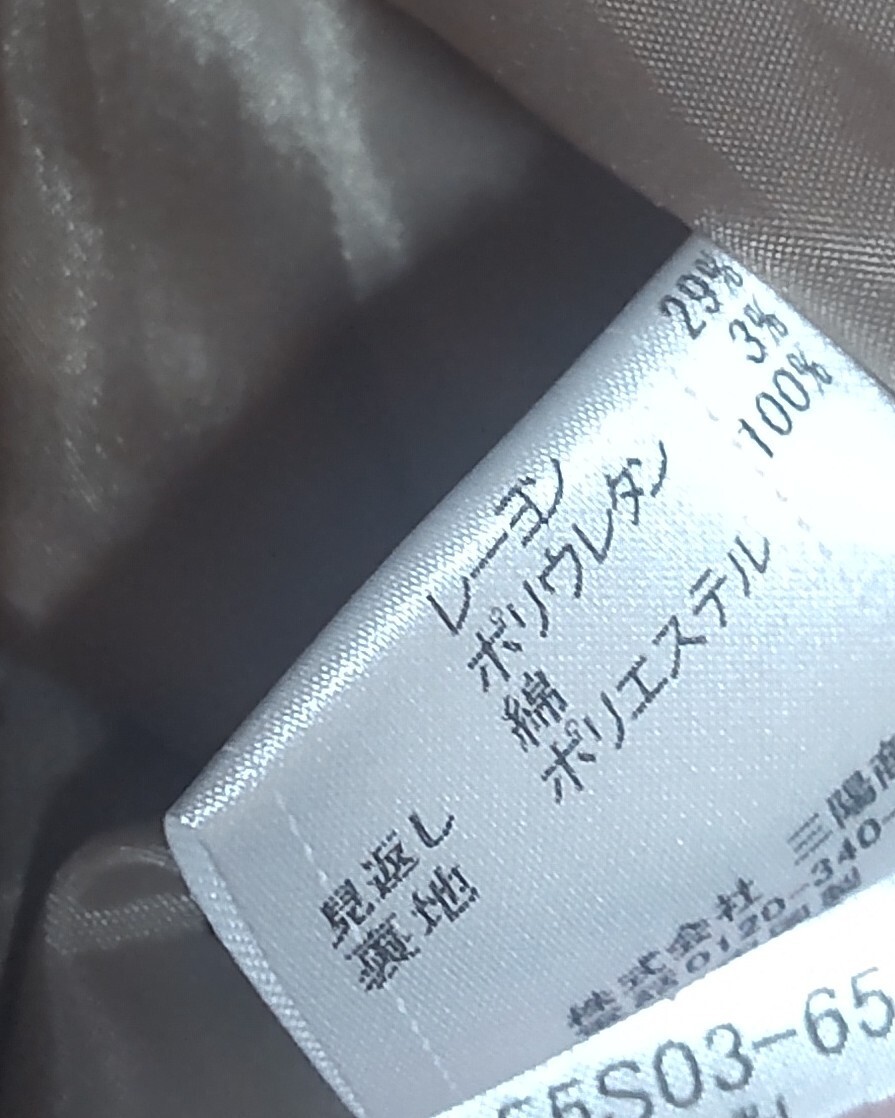 レーヨン 29%
ポリウレタン 3%
見返し 綿 100%
裏地 ポリエステル
株式会社 三陽商
0120-340-
S5S03-65